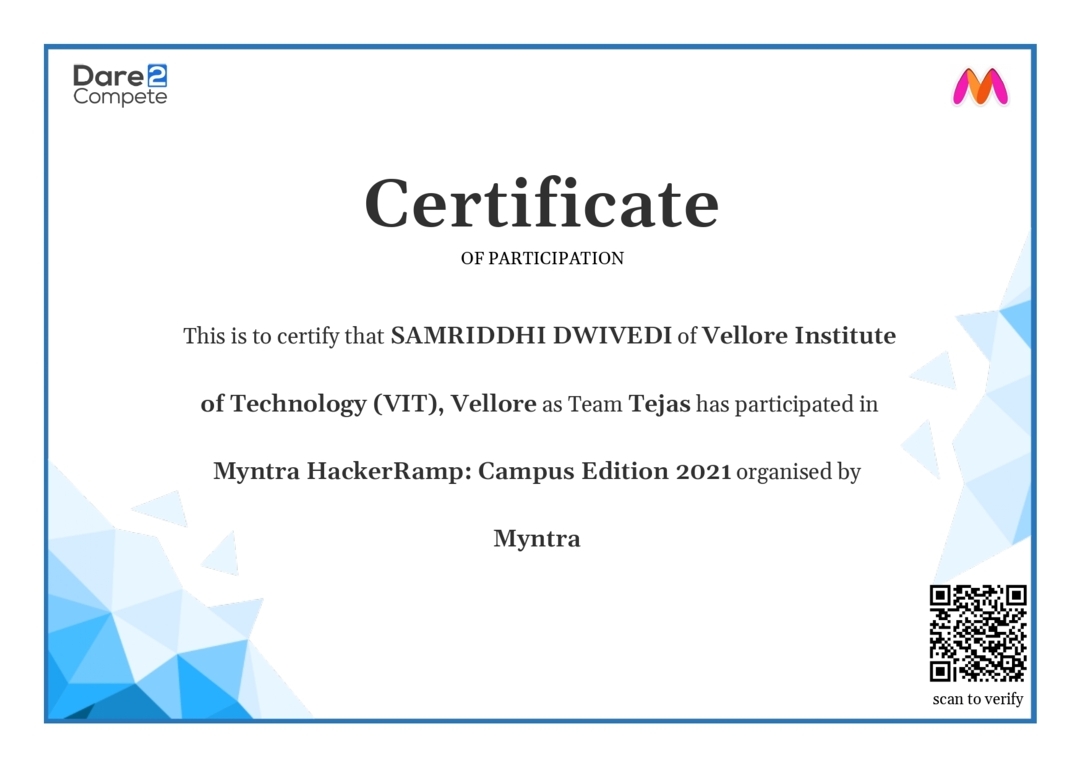 Dare2
Compete
Certificate
OF PARTICIPATION
This is to certify that SAMRIDDHI DWIVEDI of Vellore Institute
of Technology (VIT), Vellore as Team Tejas has participated in
Myntra HackerRamp: Campus Edition 2021 organised by
Myntra
scan to verify